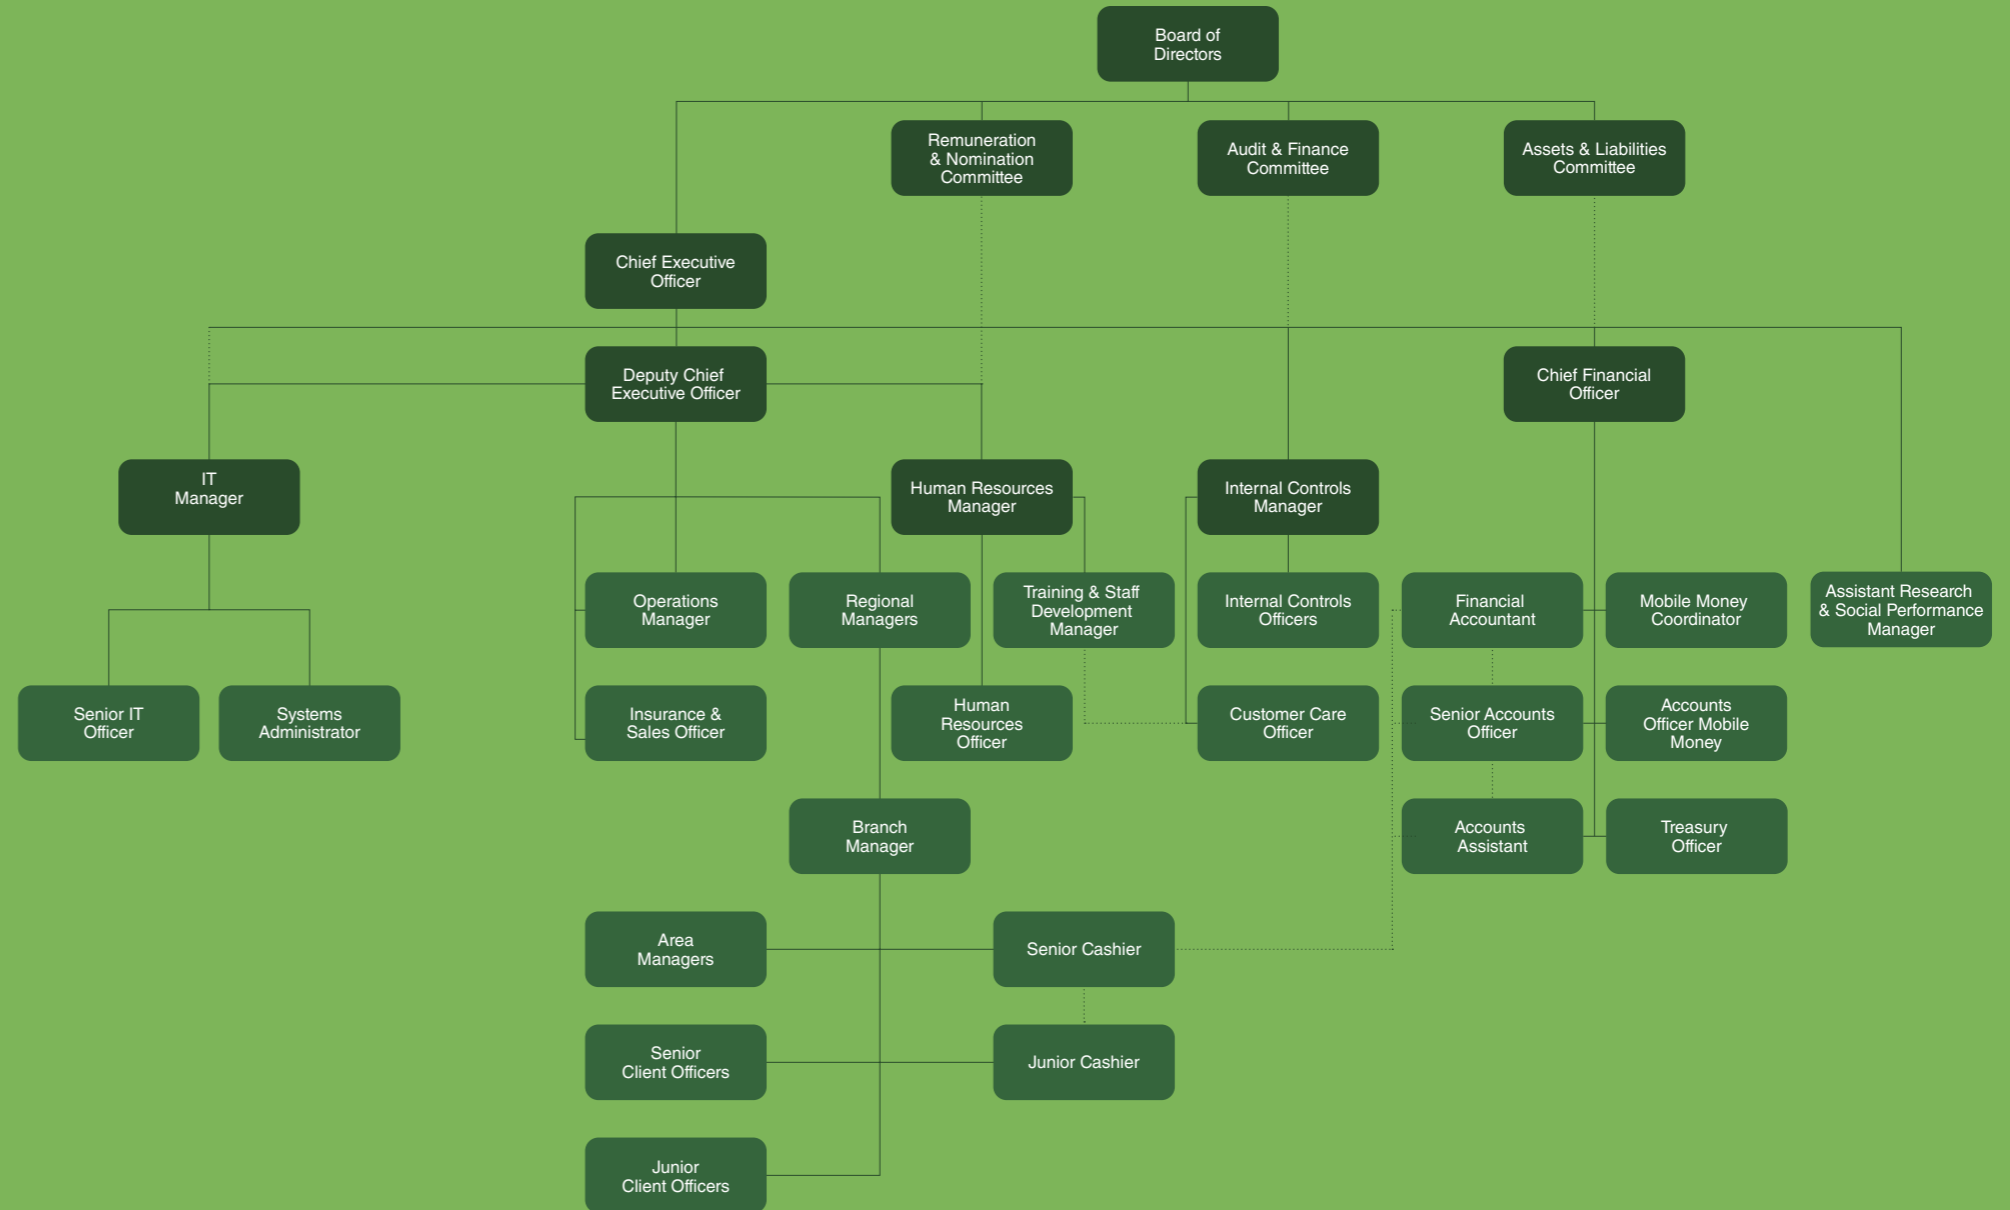 Board of
Directors
Remuneration
& Nomination
Committee
Audit & Finance
Committee
Assets & Liabilities
Committee
Chief Executive
Officer
Deputy Chief
Executive Officer
Chief Financial
Officer
IT
Manager
Human Resources
Manager
Internal Controls
Manager
Operations
Manager
Regional
Managers
Training & Staff
Development
Manager
Internal Controls
Officers
Financial
Accountant
Mobile Money
Coordinator
Assistant Research
& Social Performance
Manager
Senior IT
Officer
Systems
Administrator
Insurance &
Sales Officer
Human
Resources
Officer
Customer Care
Officer
Senior Accounts
Officer
Accounts
Officer Mobile
Money
Branch
Manager
Accounts
Assistant
Treasury
Officer
Area
Managers
Senior Cashier
Senior
Client Officers
Junior Cashier
Junior
Client Officers